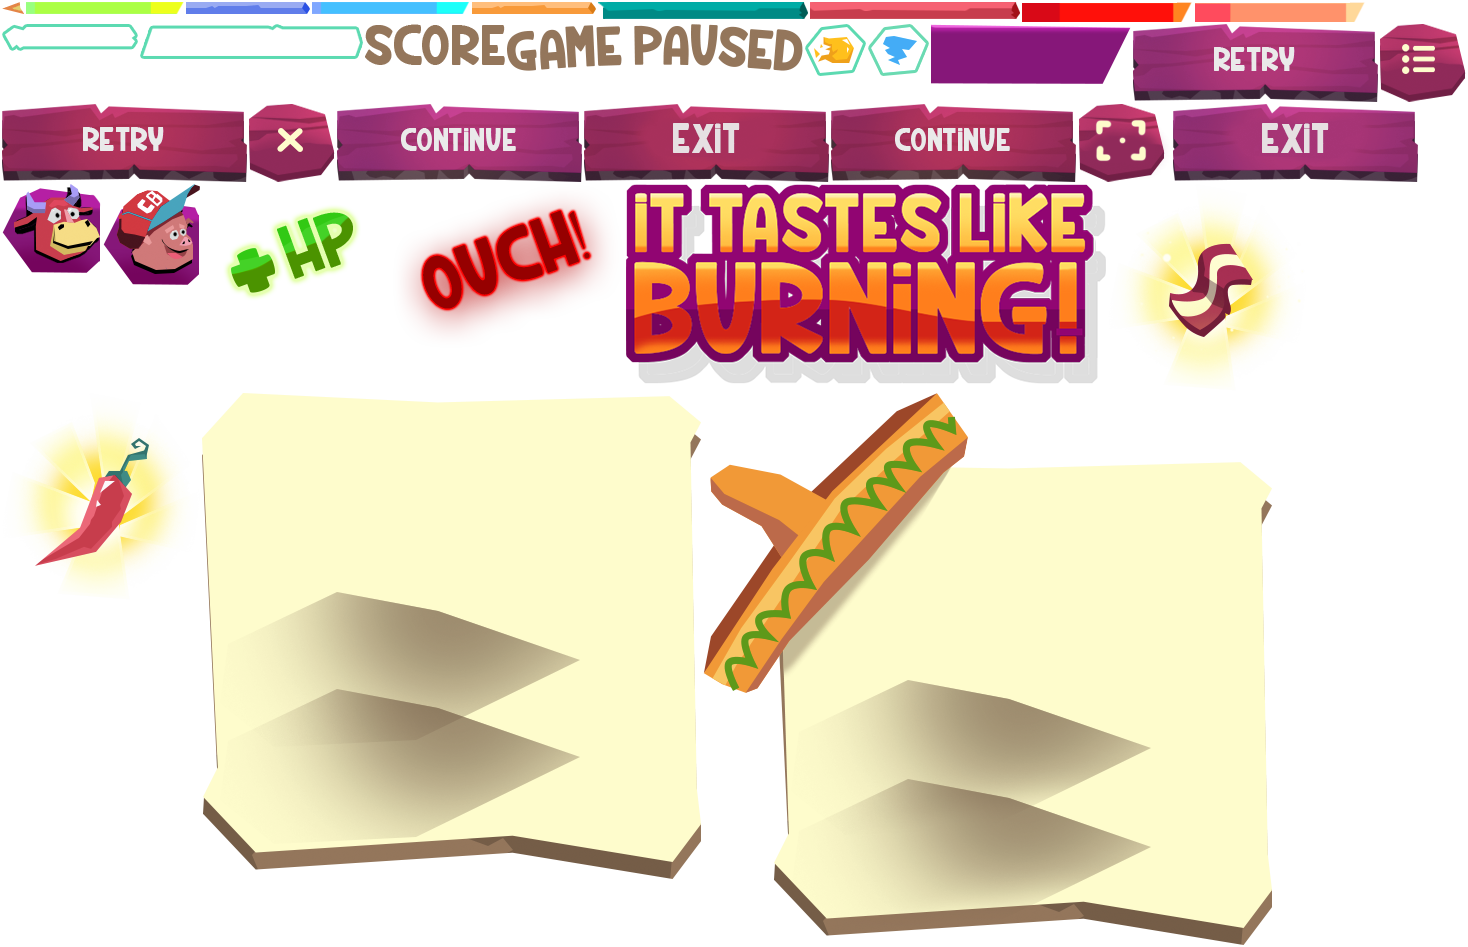 SCORE
GAME PAUSED
RETRY
RETRY
CONTiNUE
EXiT
CONTiNUE
EXiT
CB
+ HP
OUCH!
iT TASTES LiKE
BURNiNG!